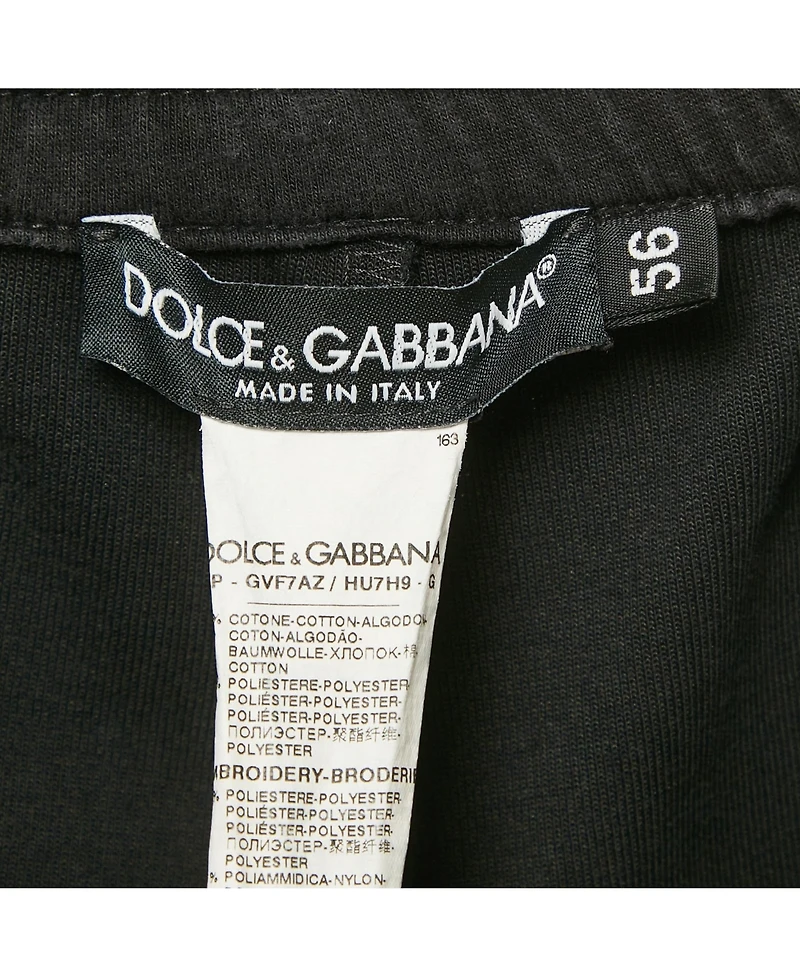 DOLCE & GABBANA®
MADE IN ITALY
56
163
DOLCE & GABBANA
P - GVF7AZ / HU7H9 - G
% COTONE-COTTON-ALGODON
COTON-ALGODÃO-
BAUMWOLLE-ХЛОПОК-棉
COTTON
% POLIESTERE-POLYESTER-
POLIÉSTER-POLYESTER-
POLIÉSTER-POLYESTER-
ПОЛИЭСТЕР-聚酯纤维-
POLYESTER
MBROIDERY-BRODERIE
% POLIESTERE-POLYESTER-
POLIÉSTER-POLYESTER-
POLIÉSTER-POLYESTER-
ПОЛИЭСТЕР-聚酯纤维-
POLYESTER
% POLIAMMIDICA-NYLON-